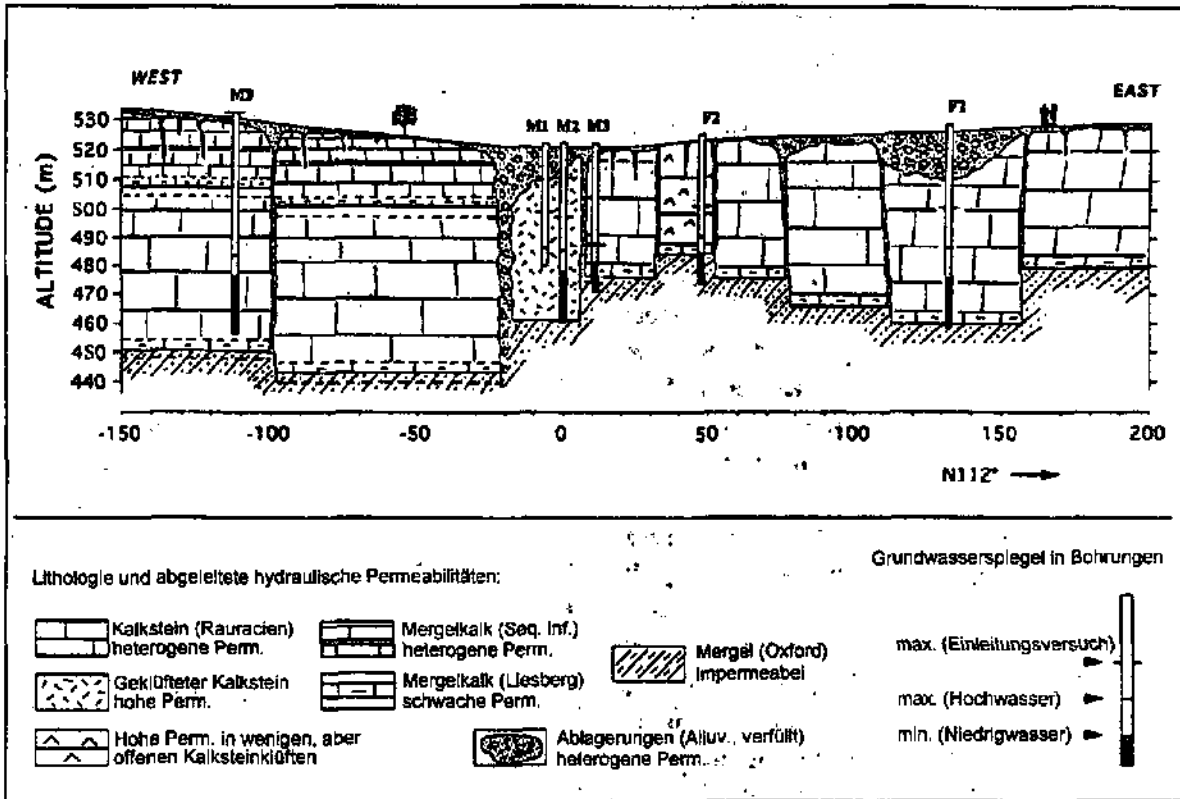 WEST
EAST
M1 M2 M3 F2
ALTITUDE (m)
530
520
510
500
490
480
470
460
450
440
-150 -100 -50 0 50 100 150 200
N112°
Grundwasserspiegel in Bohrungen
Lithologie und abgeleitete hydraulische Permeabilitäten:
Kalkstein (Rauracien)
heterogene Perm.
Mergelkalk (Seq. Inf.)
heterogene Perm.
Mergel (Oxford)
Impermeabel
Geklüfteter Kalkstein
hohe Perm.
Mergelkalk (Liesberg)
schwache Perm.
Hohe Perm. in wenigen, aber
offenen Kalksteinklüften
Ablagerungen (Alluv., verfüllt)
heterogene Perm.
max. (Einleitungsversuch)
max. (Hochwasser)
min. (Niedrigwasser)